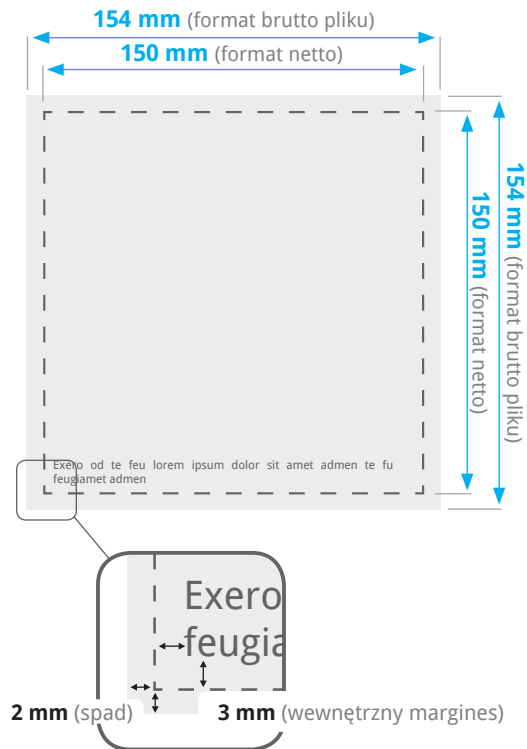 154 mm (format brutto pliku)
150 mm (format netto)
154 mm (format brutto pliku)
150 mm (format netto)
Exero od te feu lorem ipsum dolor sit amet admen te fu
feugiamet admen
Exero
feugia
2 mm (spad)
3 mm (wewnętrzny margines)